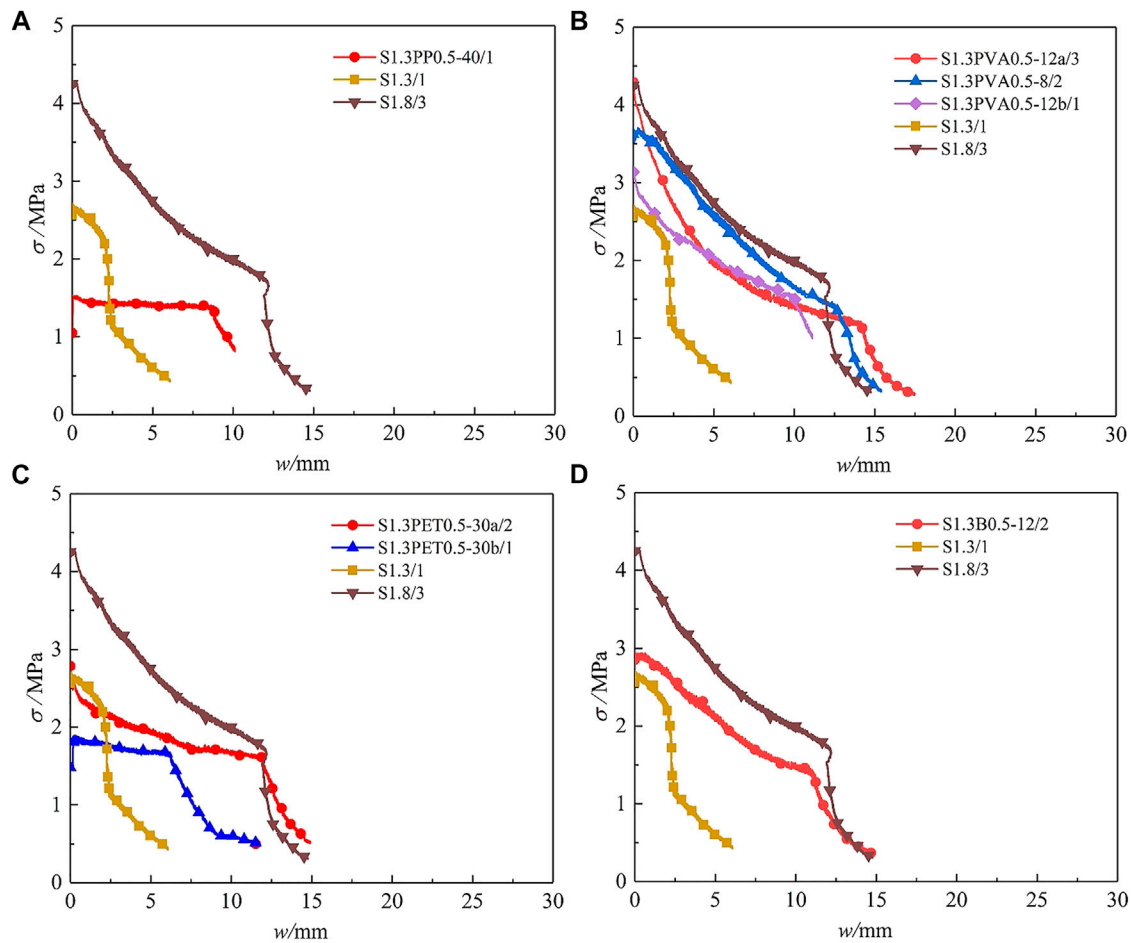 A
5
4
3
2
1
0
σ/MPa
S1.3PP0.5-40/1
S1.3/1
S1.8/3
0 5 10 15 20 25 30
w/mm
B
5
4
3
2
1
0
σ/MPa
S1.3PVA0.5-12a/3
S1.3PVA0.5-8/2
S1.3PVA0.5-12b/1
S1.3/1
S1.8/3
0 5 10 15 20 25 30
w/mm
C
5
4
3
2
1
0
σ/MPa
S1.3PET0.5-30a/2
S1.3PET0.5-30b/1
S1.3/1
S1.8/3
0 5 10 15 20 25 30
w/mm
D
5
4
3
2
1
0
σ/MPa
S1.3B0.5-12/2
S1.3/1
S1.8/3
0 5 10 15 20 25 30
w/mm